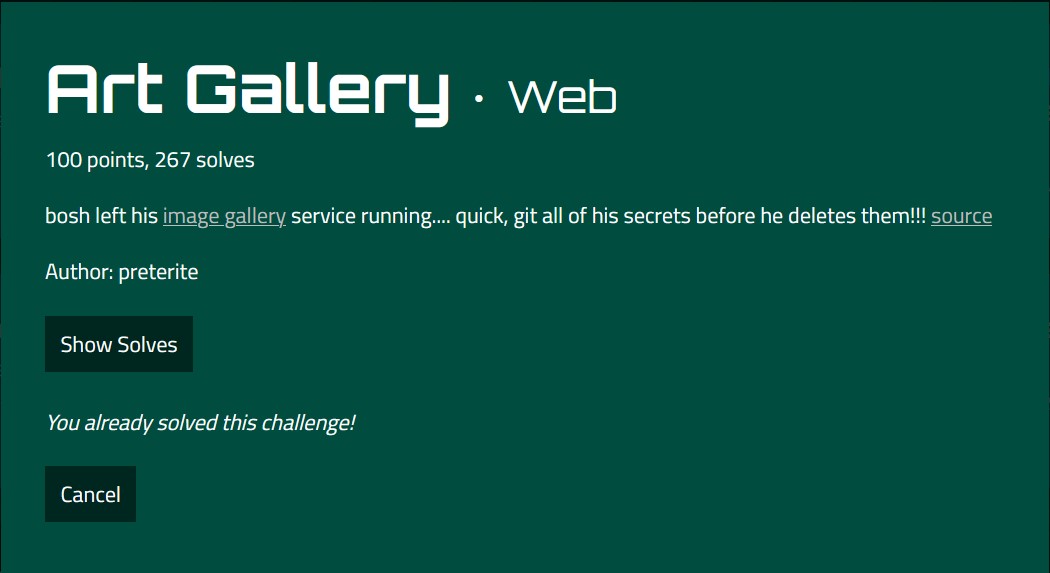 Art Gallery · Web
100 points, 267 solves
bosh left his image gallery service running.... quick, git all of his secrets before he deletes them!!! source
Author: preterite
Show Solves
You already solved this challenge!
Cancel